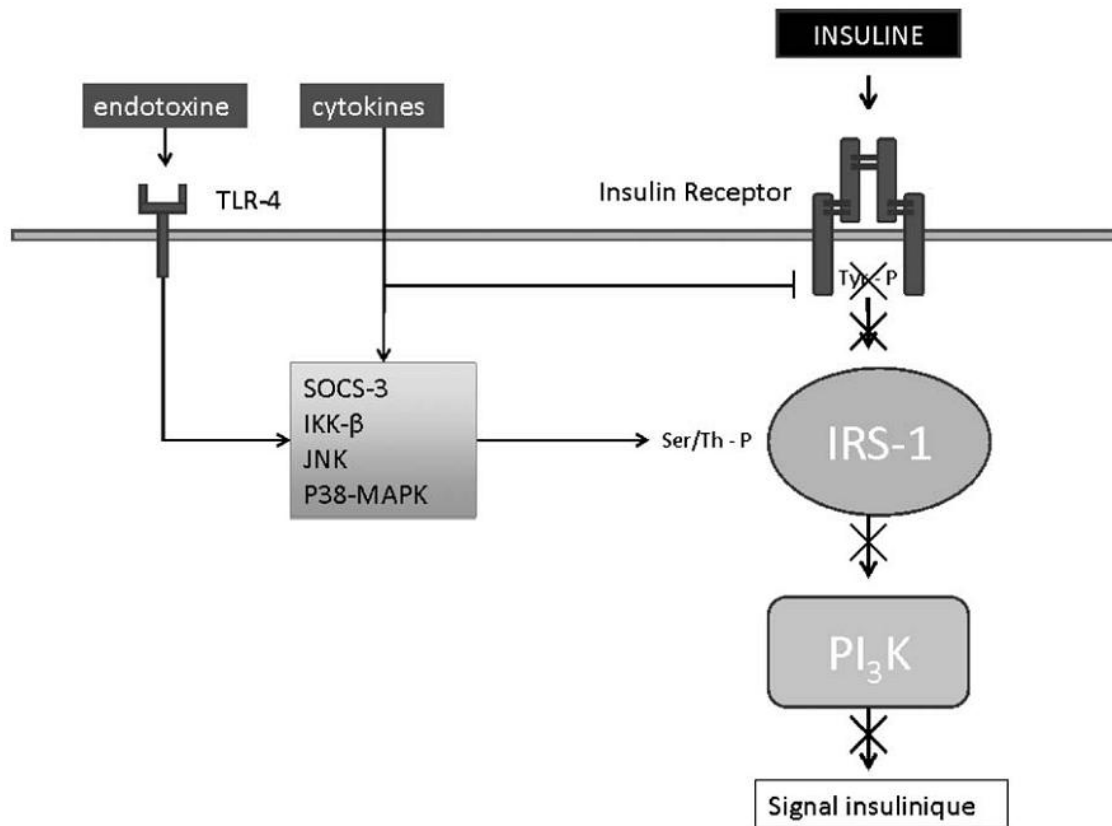 INSULINE
endotoxine
cytokines
TLR-4
Insulin Receptor
Tyr - P
SOCS-3
IKK-β
JNK
P38-MAPK
Ser/Th - P
IRS-1
PI₃K
Signal insulinique